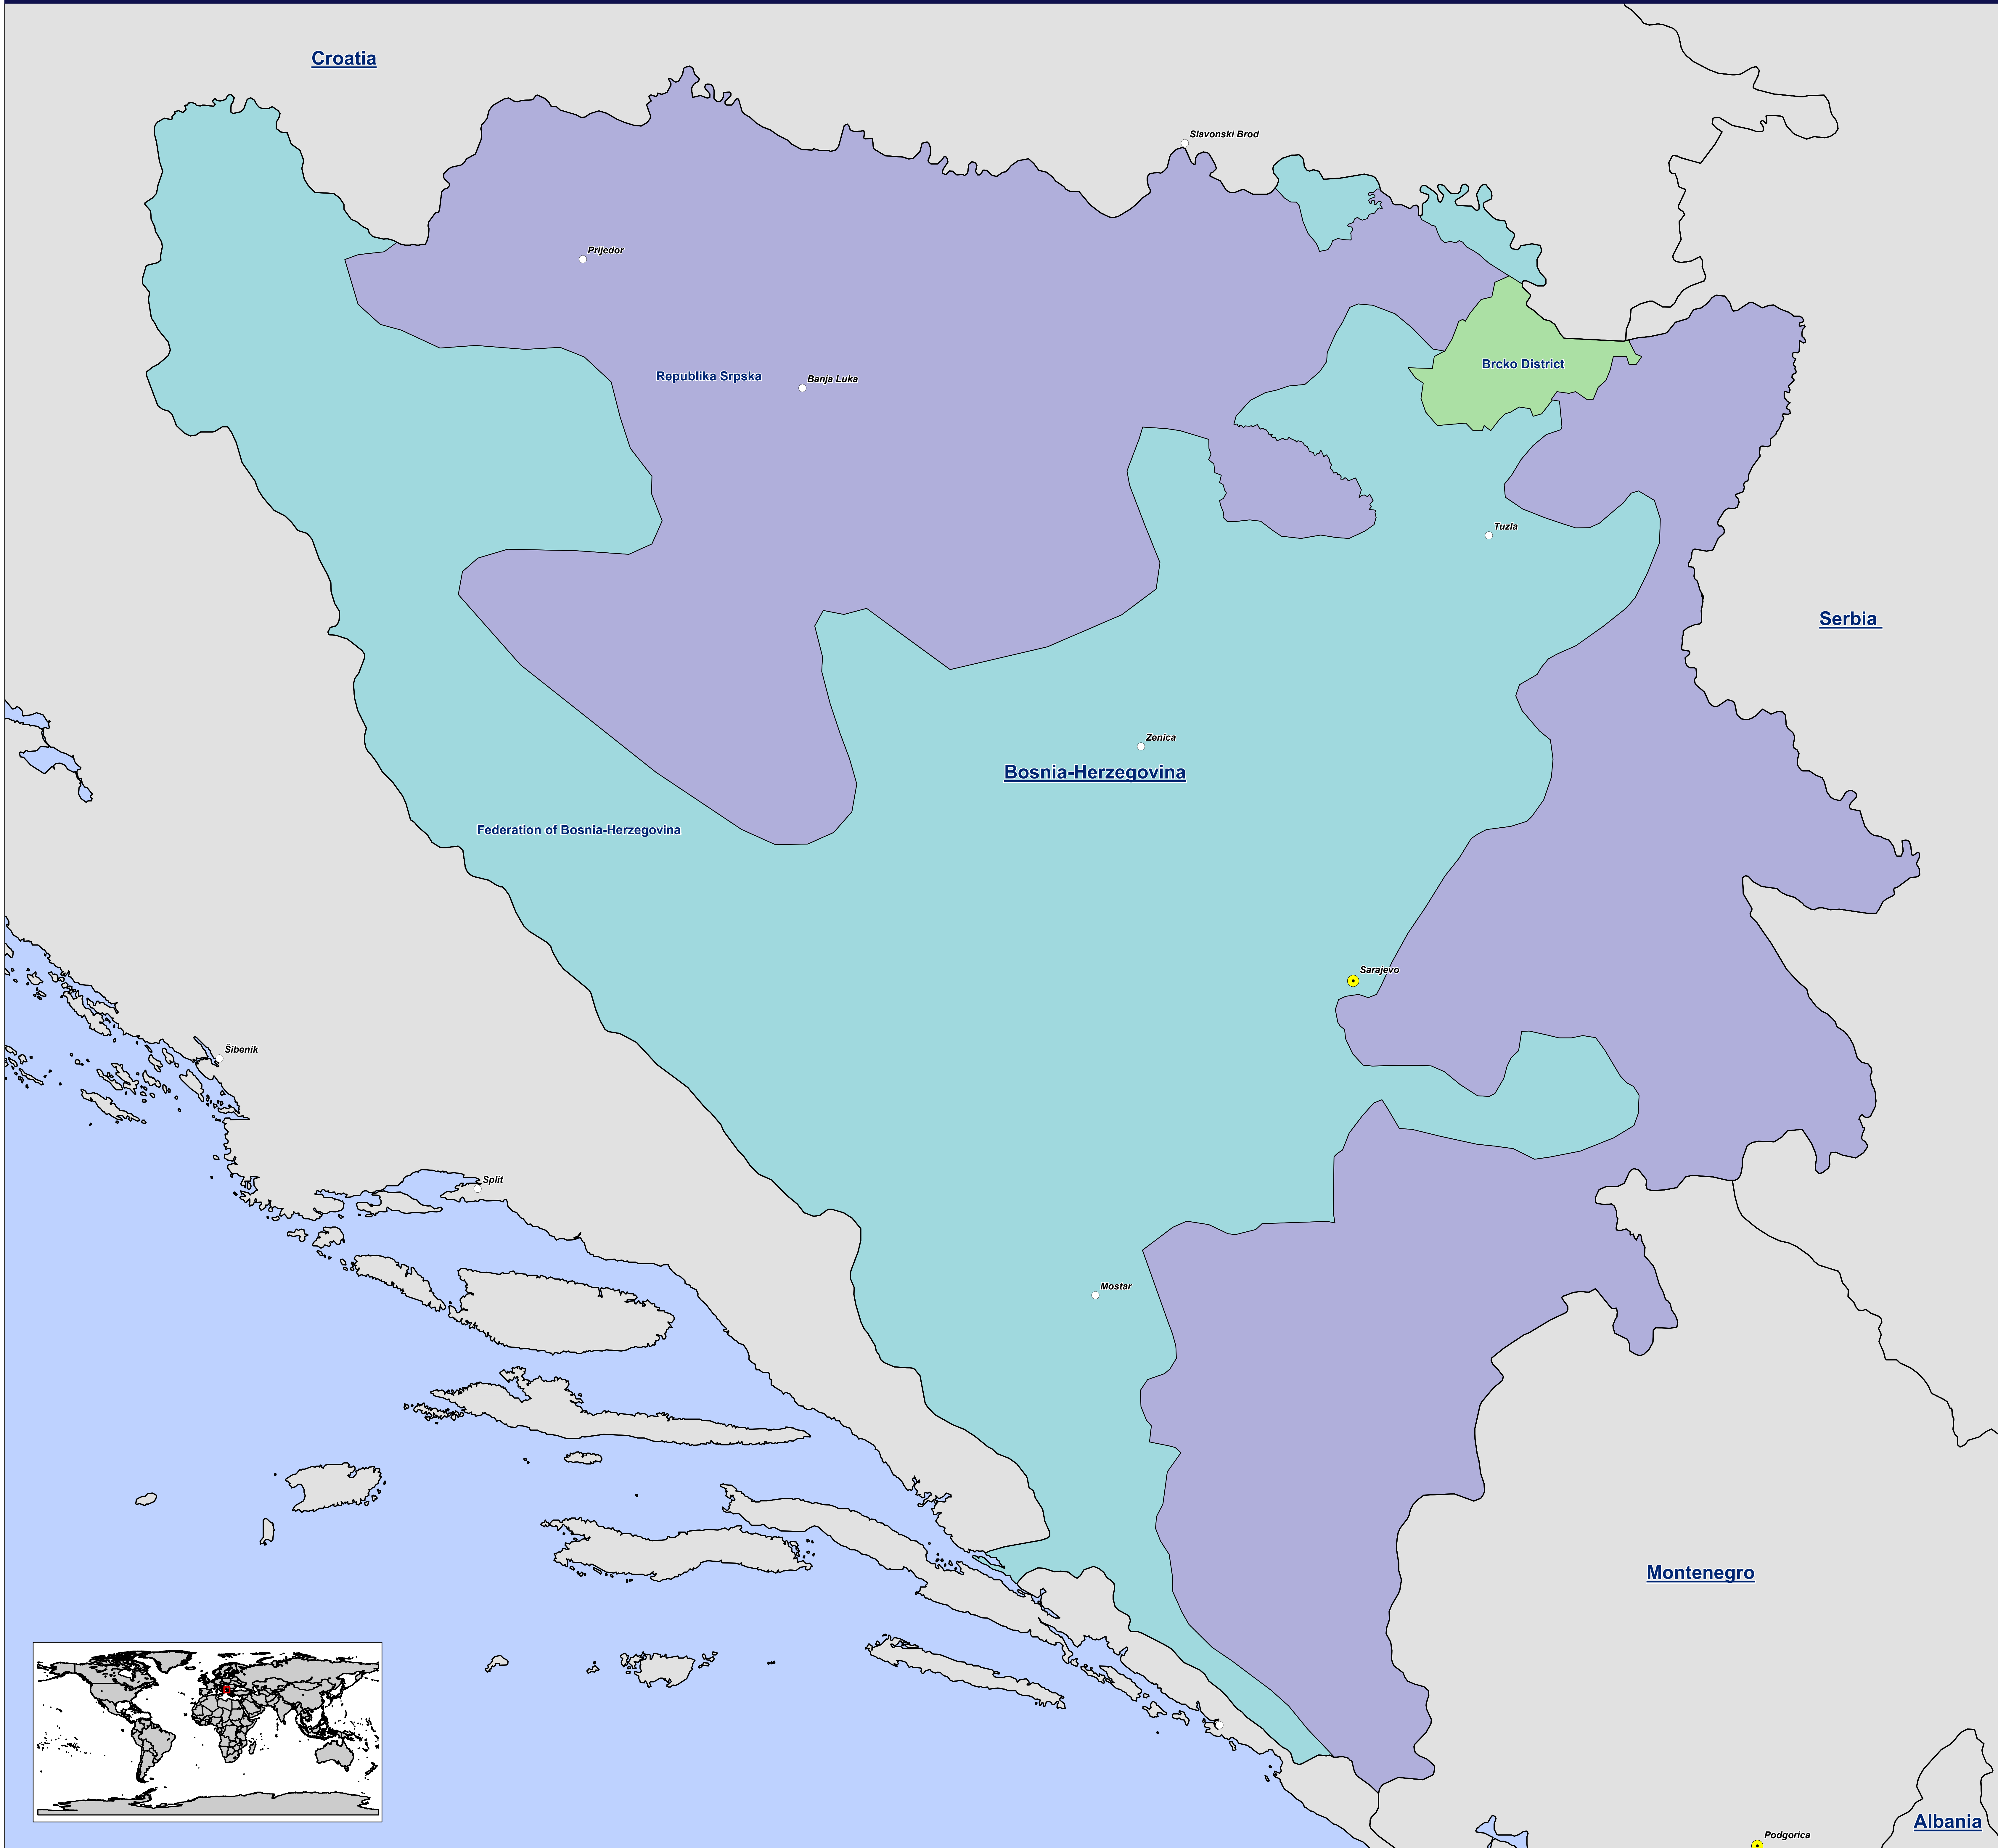 Croatia
Slavonski Brod
Prijedor
Brcko District
Republika Srpska
Banja Luka
Tuzla
Serbia
Zenica
Bosnia-Herzegovina
Federation of Bosnia-Herzegovina
Sarajevo
Šibenik
Split
Mostar
Montenegro
Albania
Podgorica